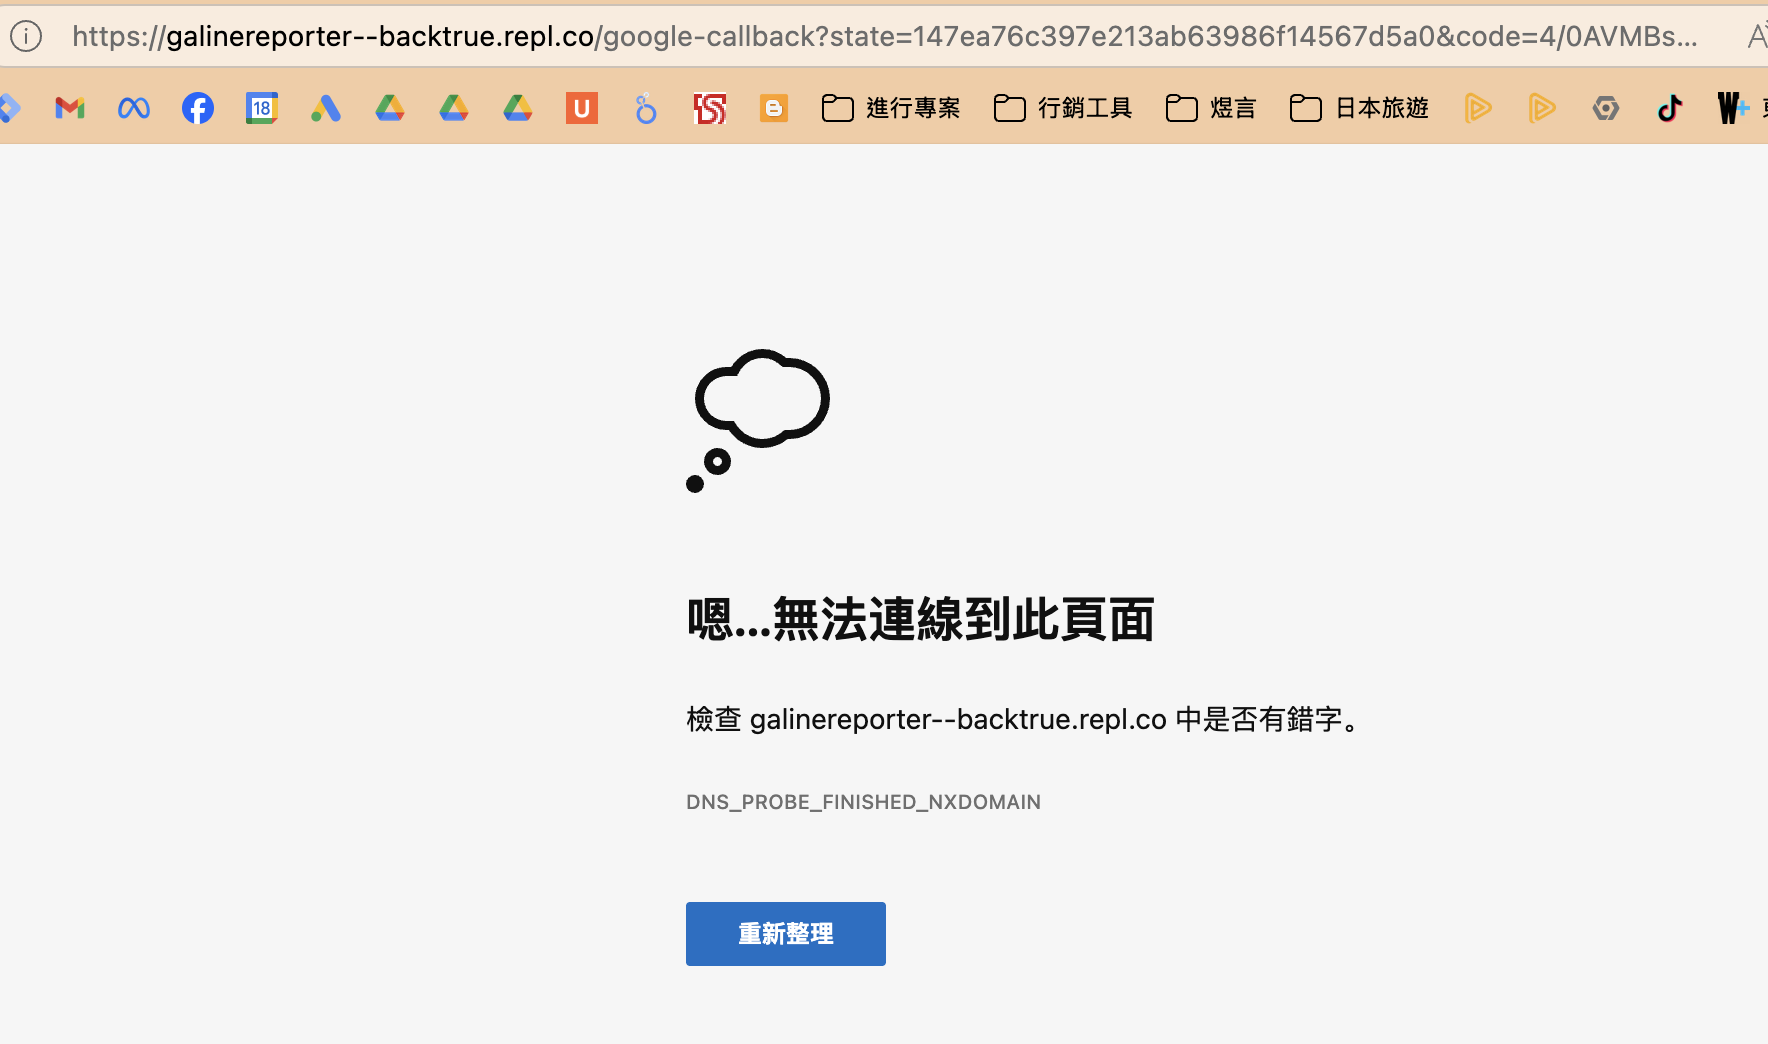 https://galinereporter--backtrue.repl.co/google-callback?state=147ea76c397e213ab63986f14567d5a0&code=4/0AVMBs...
18 U S B 進行專案 行銷工具 煜言 日本旅遊 W+
嗯...無法連線到此頁面
檢查 galinereporter--backtrue.repl.co 中是否有錯字。
DNS_PROBE_FINISHED_NXDOMAIN
重新整理